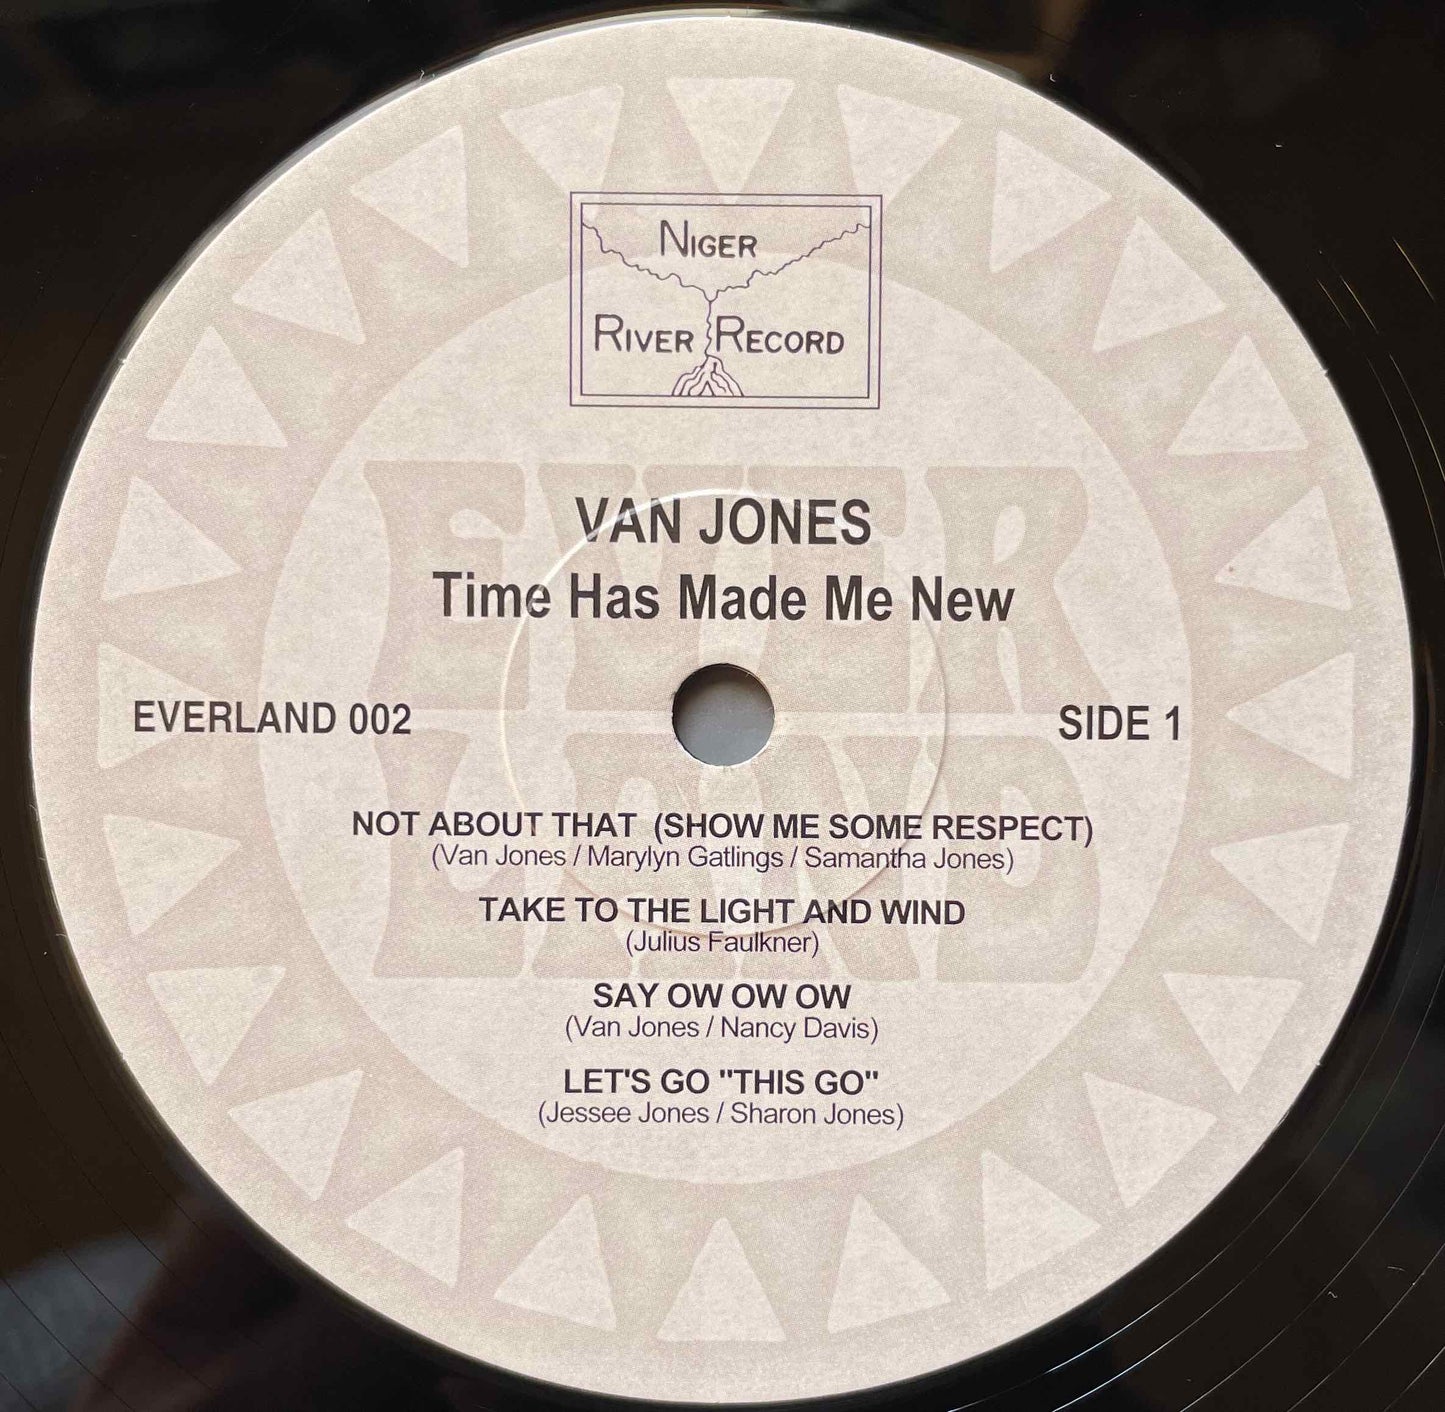 NIGER
RIVER RECORD
VAN JONES
Time Has Made Me New
EVERLAND 002
SIDE 1
EVER
LAND
NOT ABOUT THAT (SHOW ME SOME RESPECT)
(Van Jones / Marylyn Gatlings / Samantha Jones)
TAKE TO THE LIGHT AND WIND
(Julius Faulkner)
SAY OW OW OW
(Van Jones / Nancy Davis)
LET'S GO "THIS GO"
(Jessee Jones / Sharon Jones)